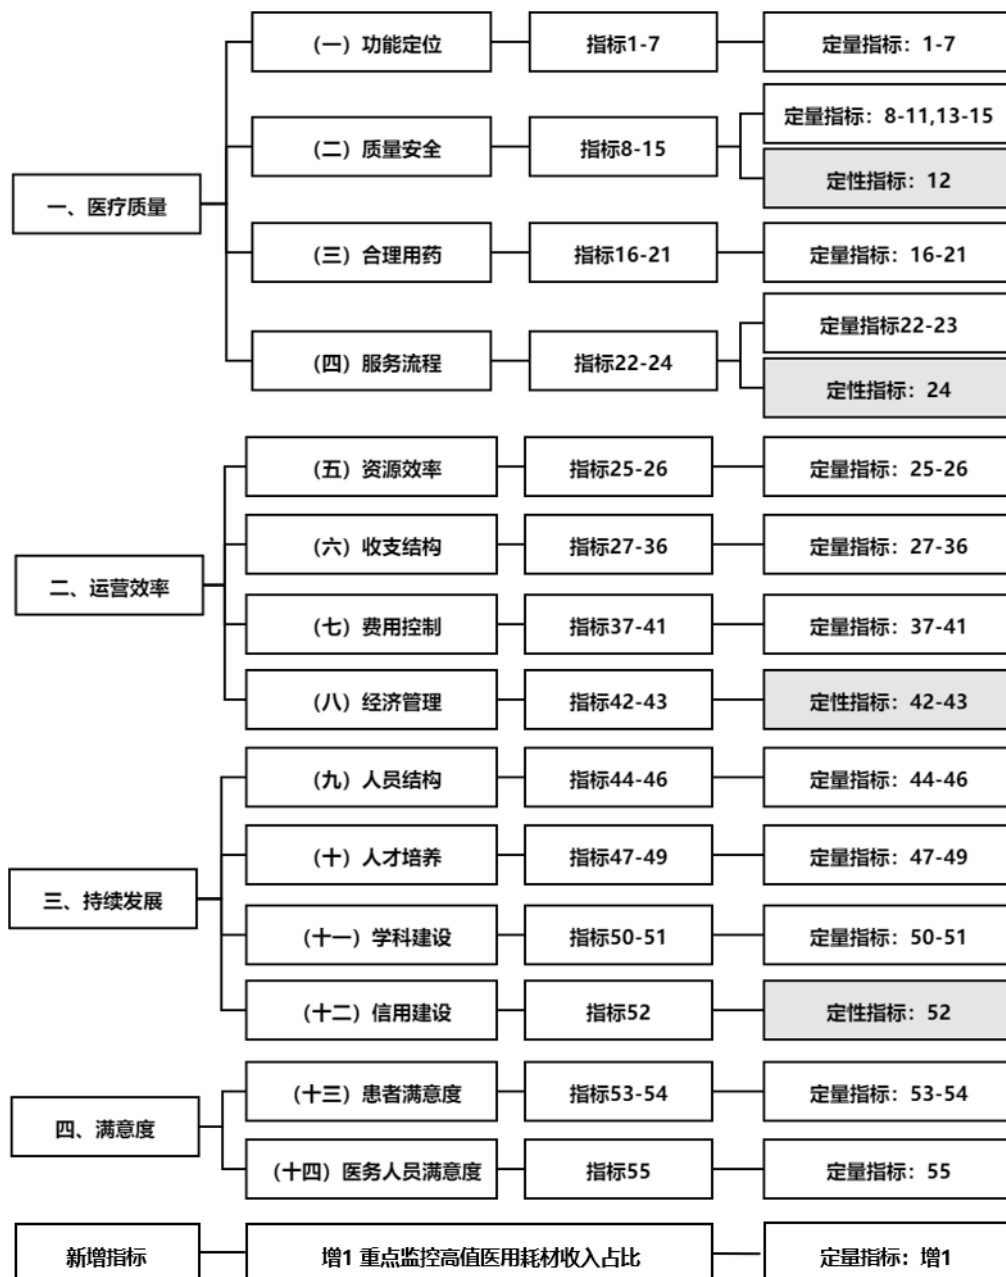 （一）功能定位 指标1-7 定量指标：1-7
（二）质量安全 指标8-15 定量指标：8-11,13-15
定性指标：12
一、医疗质量
（三）合理用药 指标16-21 定量指标：16-21
（四）服务流程 指标22-24 定量指标22-23
定性指标：24
（五）资源效率 指标25-26 定量指标：25-26
（六）收支结构 指标27-36 定量指标：27-36
二、运营效率
（七）费用控制 指标37-41 定量指标：37-41
（八）经济管理 指标42-43 定性指标：42-43
（九）人员结构 指标44-46 定量指标：44-46
（十）人才培养 指标47-49 定量指标：47-49
三、持续发展
（十一）学科建设 指标50-51 定量指标：50-51
（十二）信用建设 指标52 定性指标：52
（十三）患者满意度 指标53-54 定量指标：53-54
四、满意度
（十四）医务人员满意度 指标55 定量指标：55
新增指标 增1 重点监控高值医用耗材收入占比 定量指标：增1